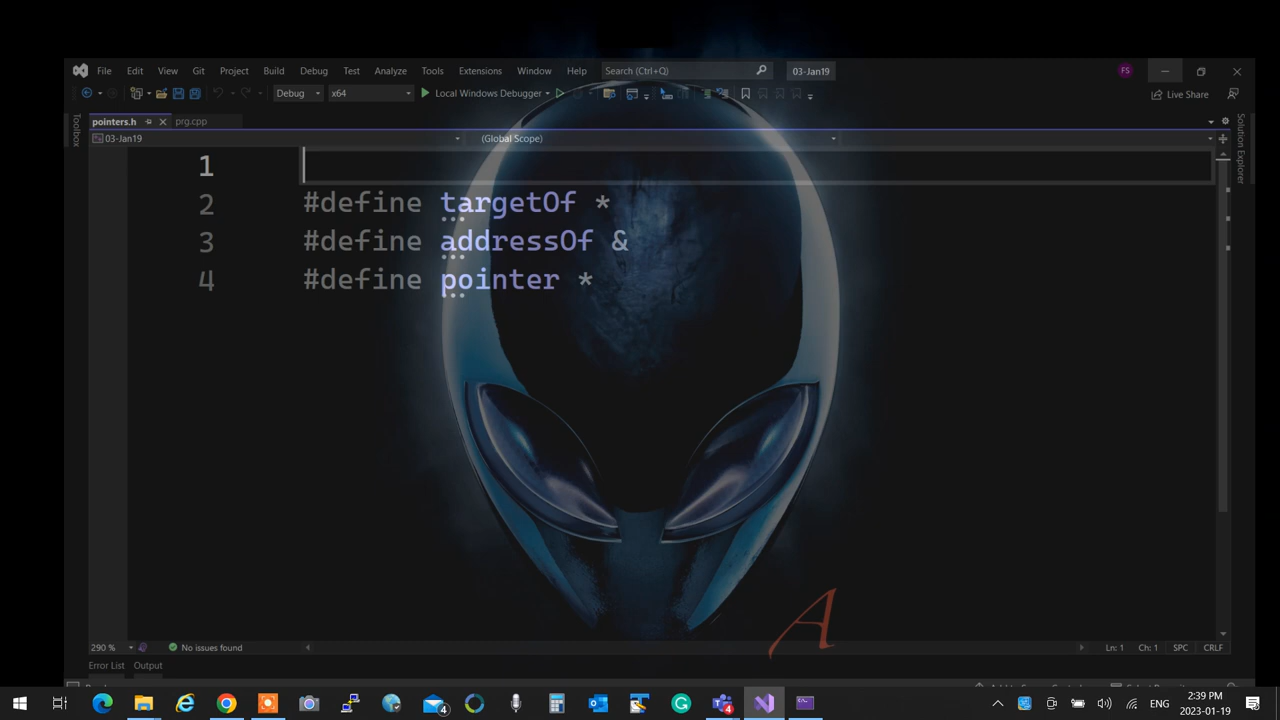 File Edit View Git Project Build Debug Test Analyze Tools Extensions Window Help Search (Ctrl+Q) 03-Jan19 FS
Debug x64 Local Windows Debugger Live Share
pointers.h prg.cpp
03-Jan19 (Global Scope)
Toolbox
Solution Explorer
1
2 #define targetOf *
3 #define addressOf &
4 #define pointer *
A
290 % No issues found Ln: 1 Ch: 1 SPC CRLF
Error List Output
4 4 ENG 2:39 PM
2023-01-19